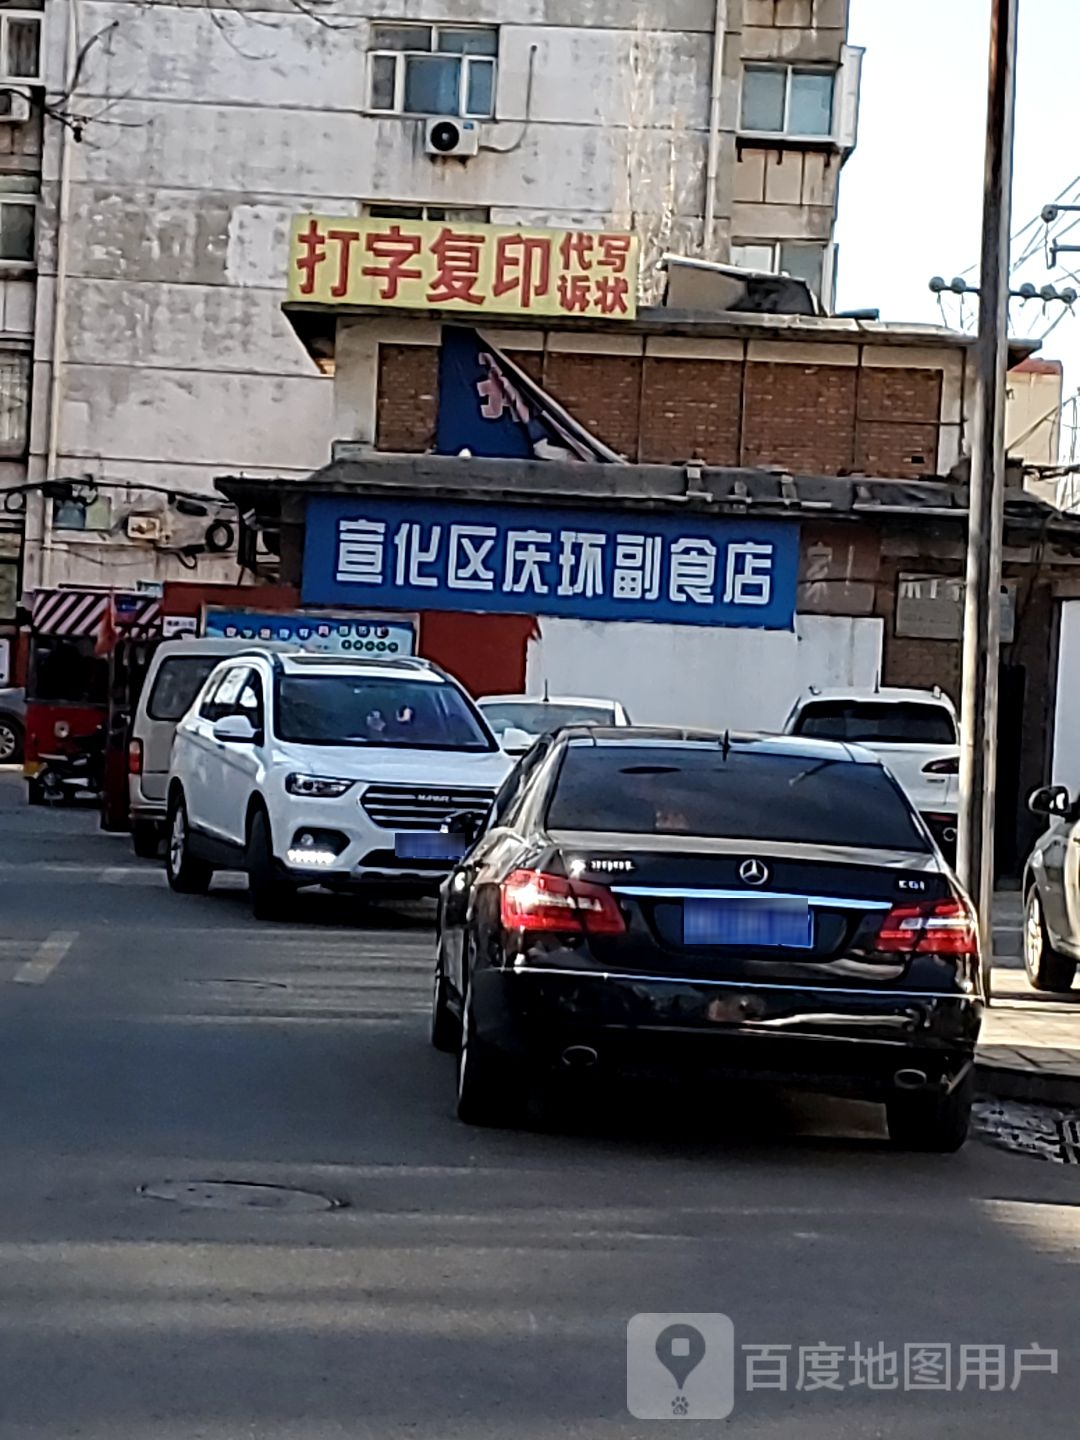 打字复印 代写
诉状
宣化区庆环副食店
CGI
百度地图用户